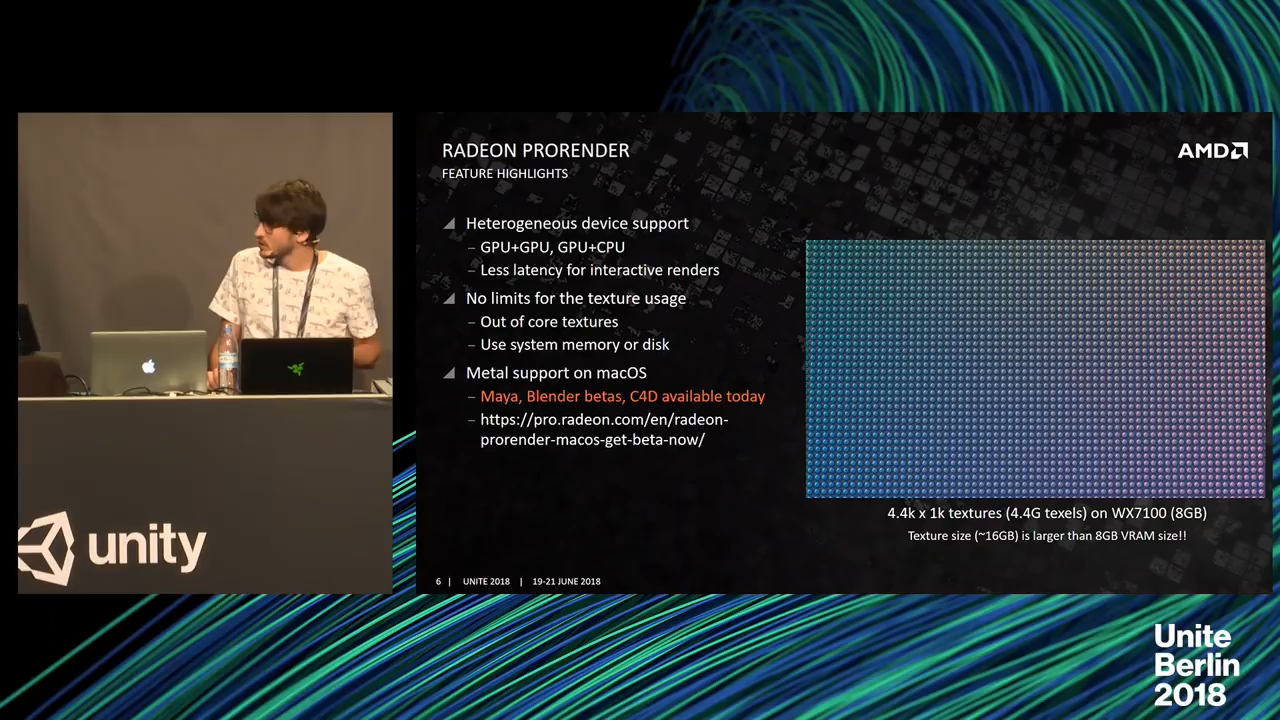 RADEON PRORENDER
FEATURE HIGHLIGHTS
AMD
Heterogeneous device support
– GPU+GPU, GPU+CPU
– Less latency for interactive renders
No limits for the texture usage
– Out of core textures
– Use system memory or disk
Metal support on macOS
– Maya, Blender betas, C4D available today
– https://pro.radeon.com/en/radeon-
prorender-macos-get-beta-now/
4.4k x 1k textures (4.4G texels) on WX7100 (8GB)
Texture size (~16GB) is larger than 8GB VRAM size!!
6 | UNITE 2018 | 19-21 JUNE 2018
unity
Unite
Berlin
2018